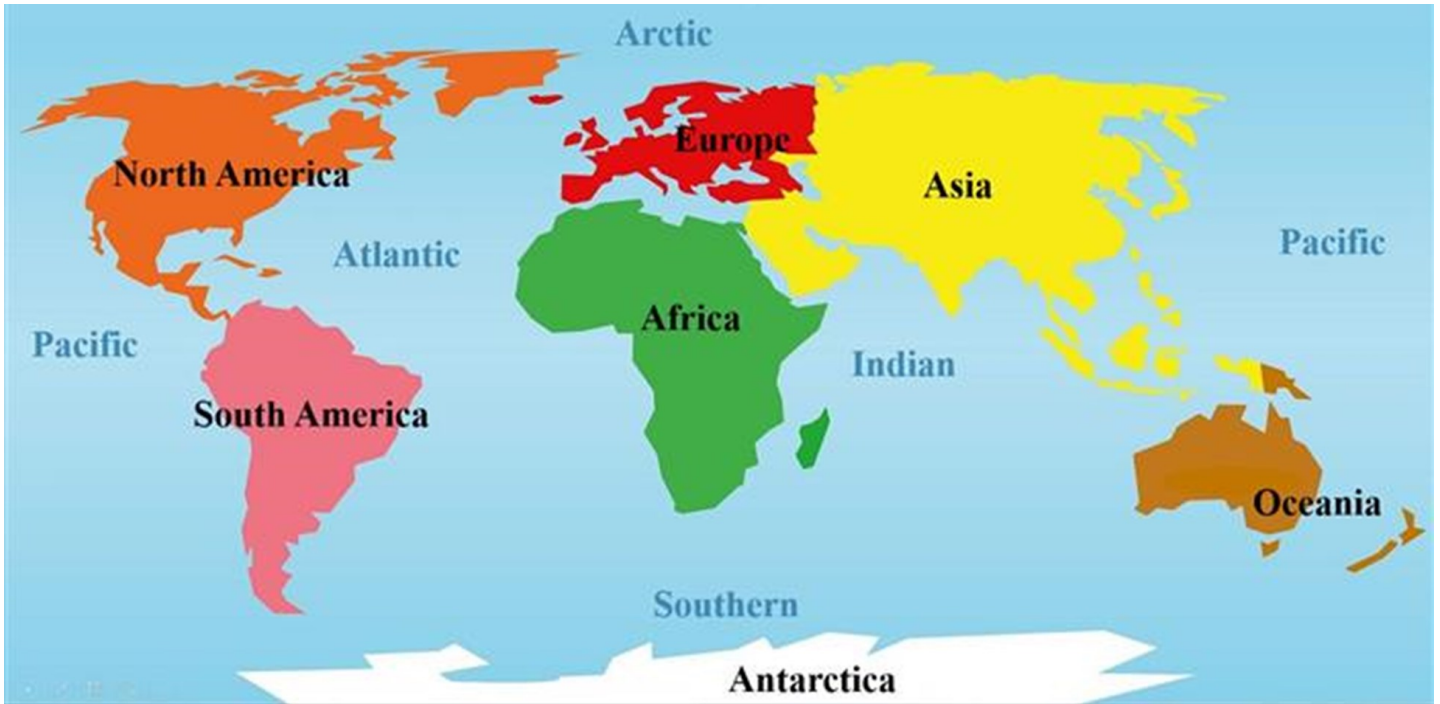 Arctic
Europe
North America
Asia
Pacific
Atlantic
Africa
Pacific
Indian
South America
Oceania
Southern
Antarctica